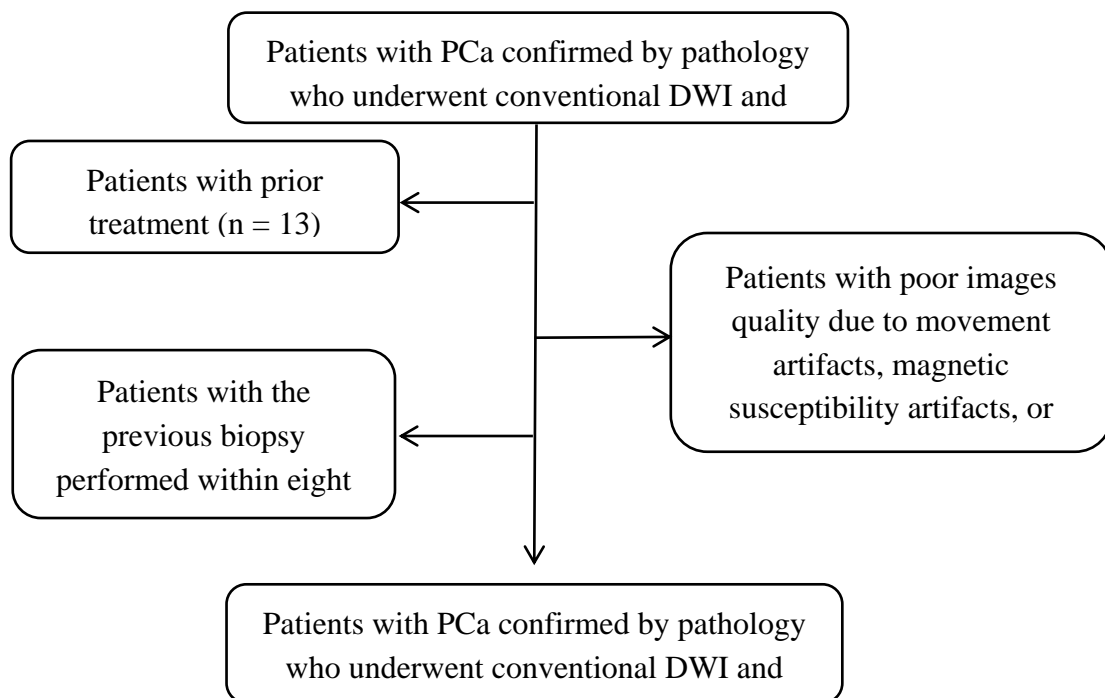 Patients with PCa confirmed by pathology
who underwent conventional DWI and
Patients with prior
treatment (n = 13)
Patients with poor images
quality due to movement
artifacts, magnetic
susceptibility artifacts, or
Patients with the
previous biopsy
performed within eight
Patients with PCa confirmed by pathology
who underwent conventional DWI and